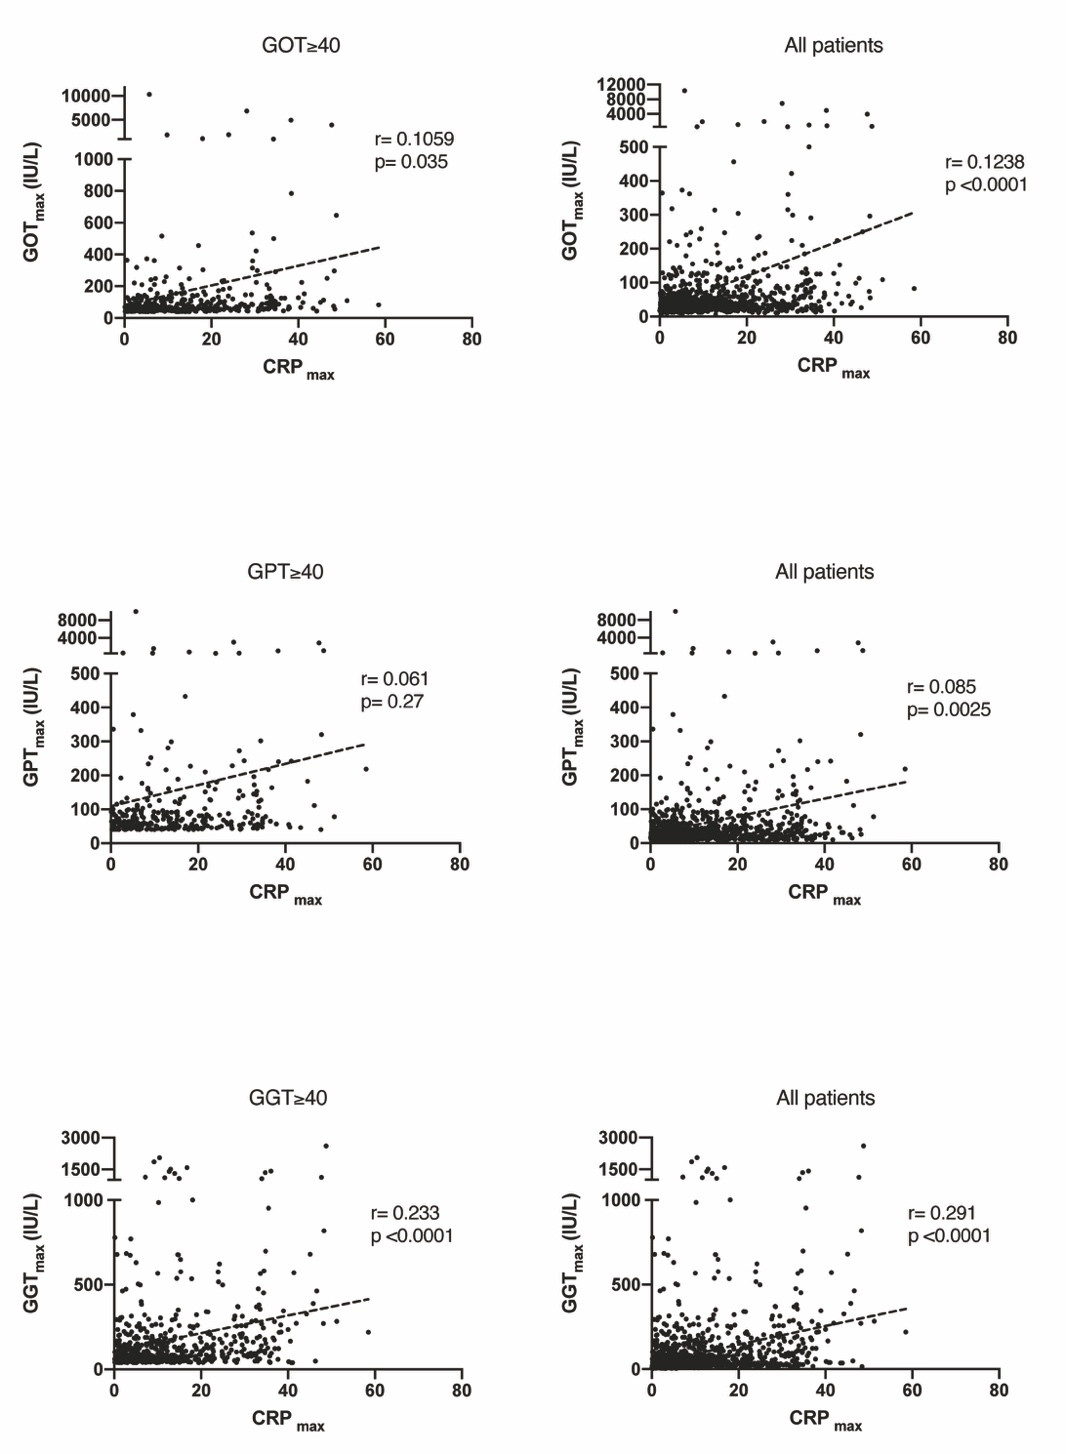 GOT≥40
10000
5000
1000
800
600
400
200
0
GOTmax (IU/L)
r= 0.1059
p= 0.035
0 20 40 60 80
CRP max
All patients
12000
8000
4000
500
400
300
200
100
0
GOTmax (IU/L)
r= 0.1238
p <0.0001
0 20 40 60 80
CRP max
GPT≥40
8000
4000
500
400
300
200
100
0
GPTmax (IU/L)
r= 0.061
p= 0.27
0 20 40 60 80
CRP max
All patients
8000
4000
500
400
300
200
100
0
GPTmax (IU/L)
r= 0.085
p= 0.0025
0 20 40 60 80
CRP max
GGT≥40
3000
1500
1000
500
0
GGTmax (IU/L)
r= 0.233
p <0.0001
0 20 40 60 80
CRP max
All patients
3000
1500
1000
500
0
GGTmax (IU/L)
r= 0.291
p <0.0001
0 20 40 60 80
CRP max